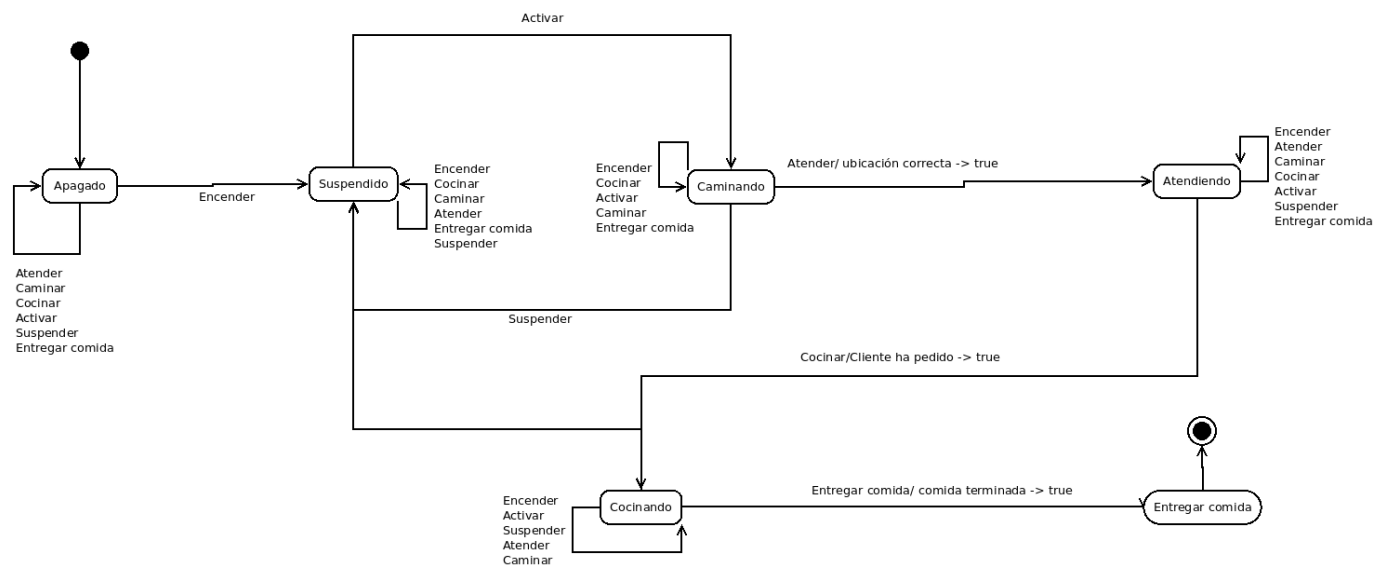 Activar
Apagado
Encender
Atender
Caminar
Cocinar
Activar
Suspender
Entregar comida
Suspendido
Encender
Cocinar
Caminar
Atender
Entregar comida
Suspender
Encender
Cocinar
Activar
Caminar
Entregar comida
Caminando
Atender/ ubicación correcta -> true
Atendiendo
Encender
Atender
Caminar
Cocinar
Activar
Suspender
Entregar comida
Suspender
Cocinar/Cliente ha pedido -> true
Encender
Activar
Suspender
Atender
Caminar
Cocinando
Entregar comida/ comida terminada -> true
Entregar comida